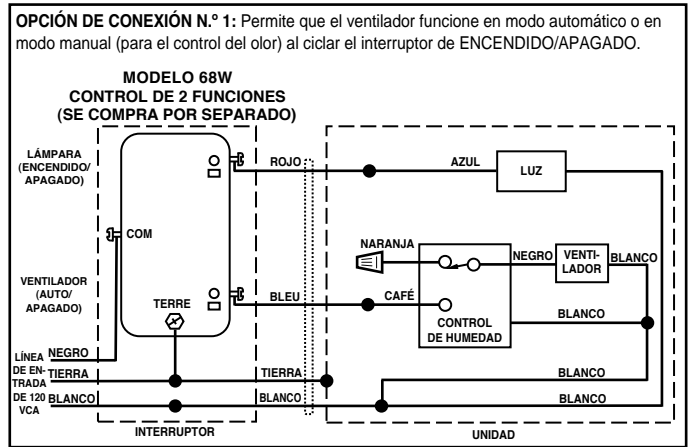 OPCIÓN DE CONEXIÓN N.º 1: Permite que el ventilador funcione en modo automático o en
modo manual (para el control del olor) al ciclar el interruptor de ENCENDIDO/APAGADO.
MODELO 68W
CONTROL DE 2 FUNCIONES
(SE COMPRA POR SEPARADO)
LÁMPARA
(ENCENDIDO/
APAGADO)
ROJO
AZUL
LUZ
COM
NARANJA
NEGRO
VENTI-
LADOR
BLANCO
VENTILADOR
(AUTO/
APAGADO)
TERRE
BLEU
CAFÉ
CONTROL
DE HUMEDAD
BLANCO
LÍNEA
DE EN-
TRADA
DE 120
VCA
NEGRO
TIERRA
TIERRA
BLANCO
BLANCO
BLANCO
BLANCO
INTERRUPTOR
UNIDAD